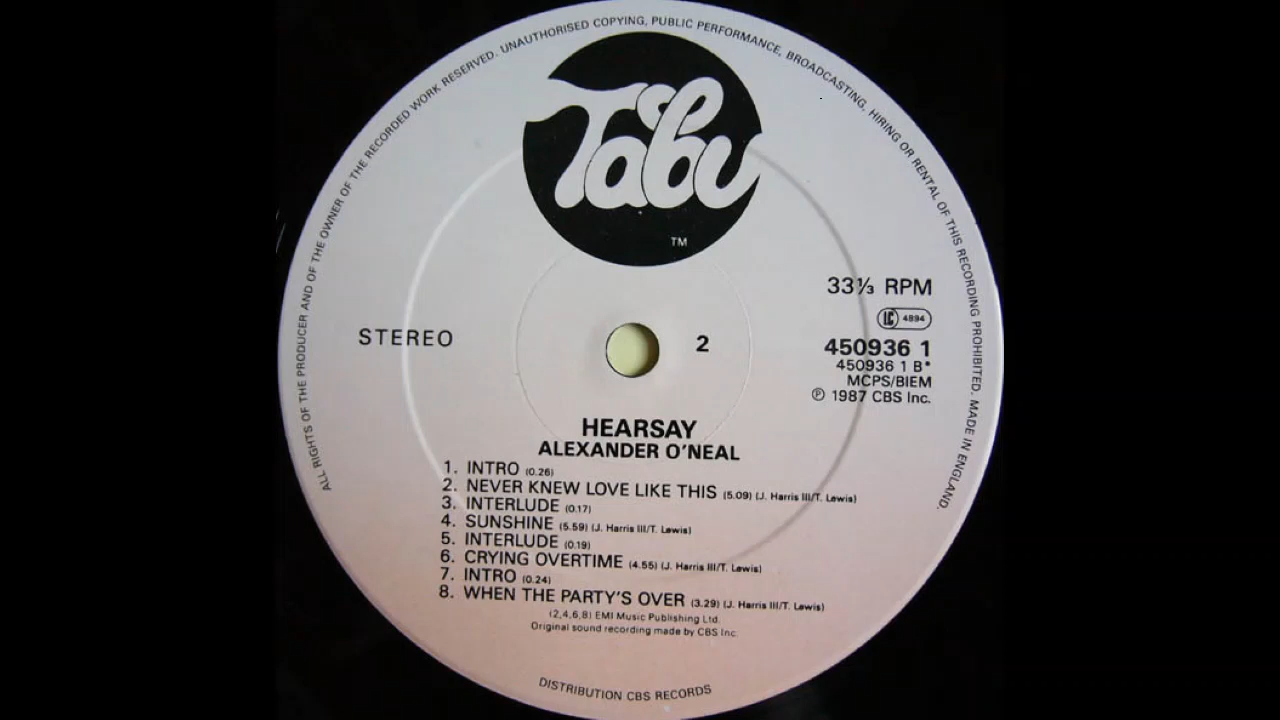 ALL RIGHTS OF THE PRODUCER AND OF THE OWNER OF THE RECORDED WORK RESERVED. UNAUTHORISED COPYING, PUBLIC PERFORMANCE, BROADCASTING, HIRING OR RENTAL OF THIS RECORDING PROHIBITED. MADE IN ENGLAND.
Tabu
TM
33⅓ RPM
LC 4894
STEREO
2
450936 1
450936 1 B*
MCPS/BIEM
℗ 1987 CBS Inc.
HEARSAY
ALEXANDER O'NEAL
1. INTRO (0.26)
2. NEVER KNEW LOVE LIKE THIS (5.09) (J. Harris III/T. Lewis)
3. INTERLUDE (0.17)
4. SUNSHINE (5.59) (J. Harris III/T. Lewis)
5. INTERLUDE (0.19)
6. CRYING OVERTIME (4.55) (J. Harris III/T. Lewis)
7. INTRO (0.24)
8. WHEN THE PARTY'S OVER (3.29) (J. Harris III/T. Lewis)
(2,4,6,8) EMI Music Publishing Ltd.
Original sound recording made by CBS Inc.
DISTRIBUTION CBS RECORDS